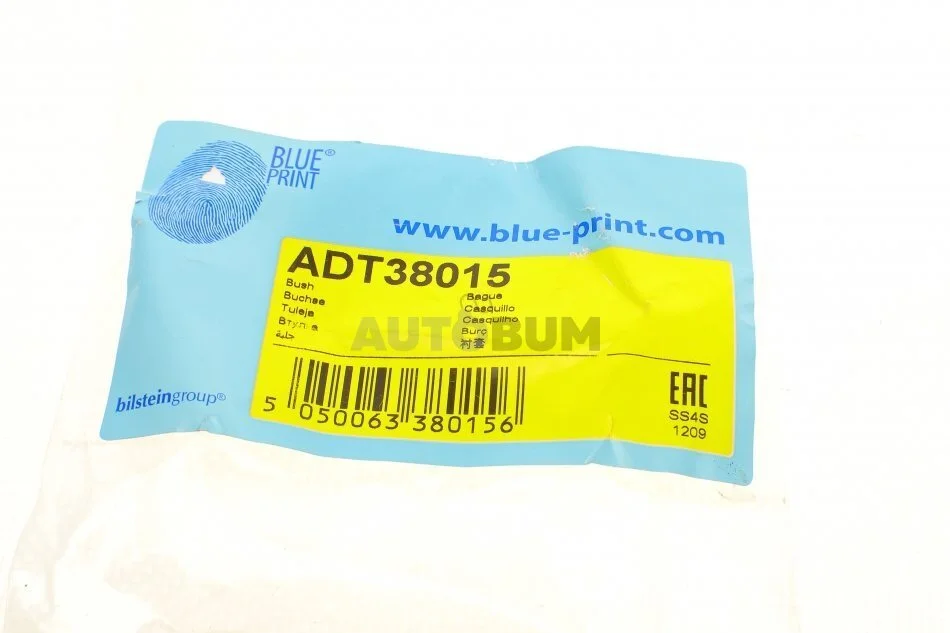 BLUE®
PRINT
www.blue-print.com
ADT38015
Bush
Buchse
Tuleja
Втулка
جلبة
Bague
Casquillo
Casquilho
Burç
衬套
AUTOBUM
5 050063 380156
EAC
SS4S
1209
bilsteingroup®